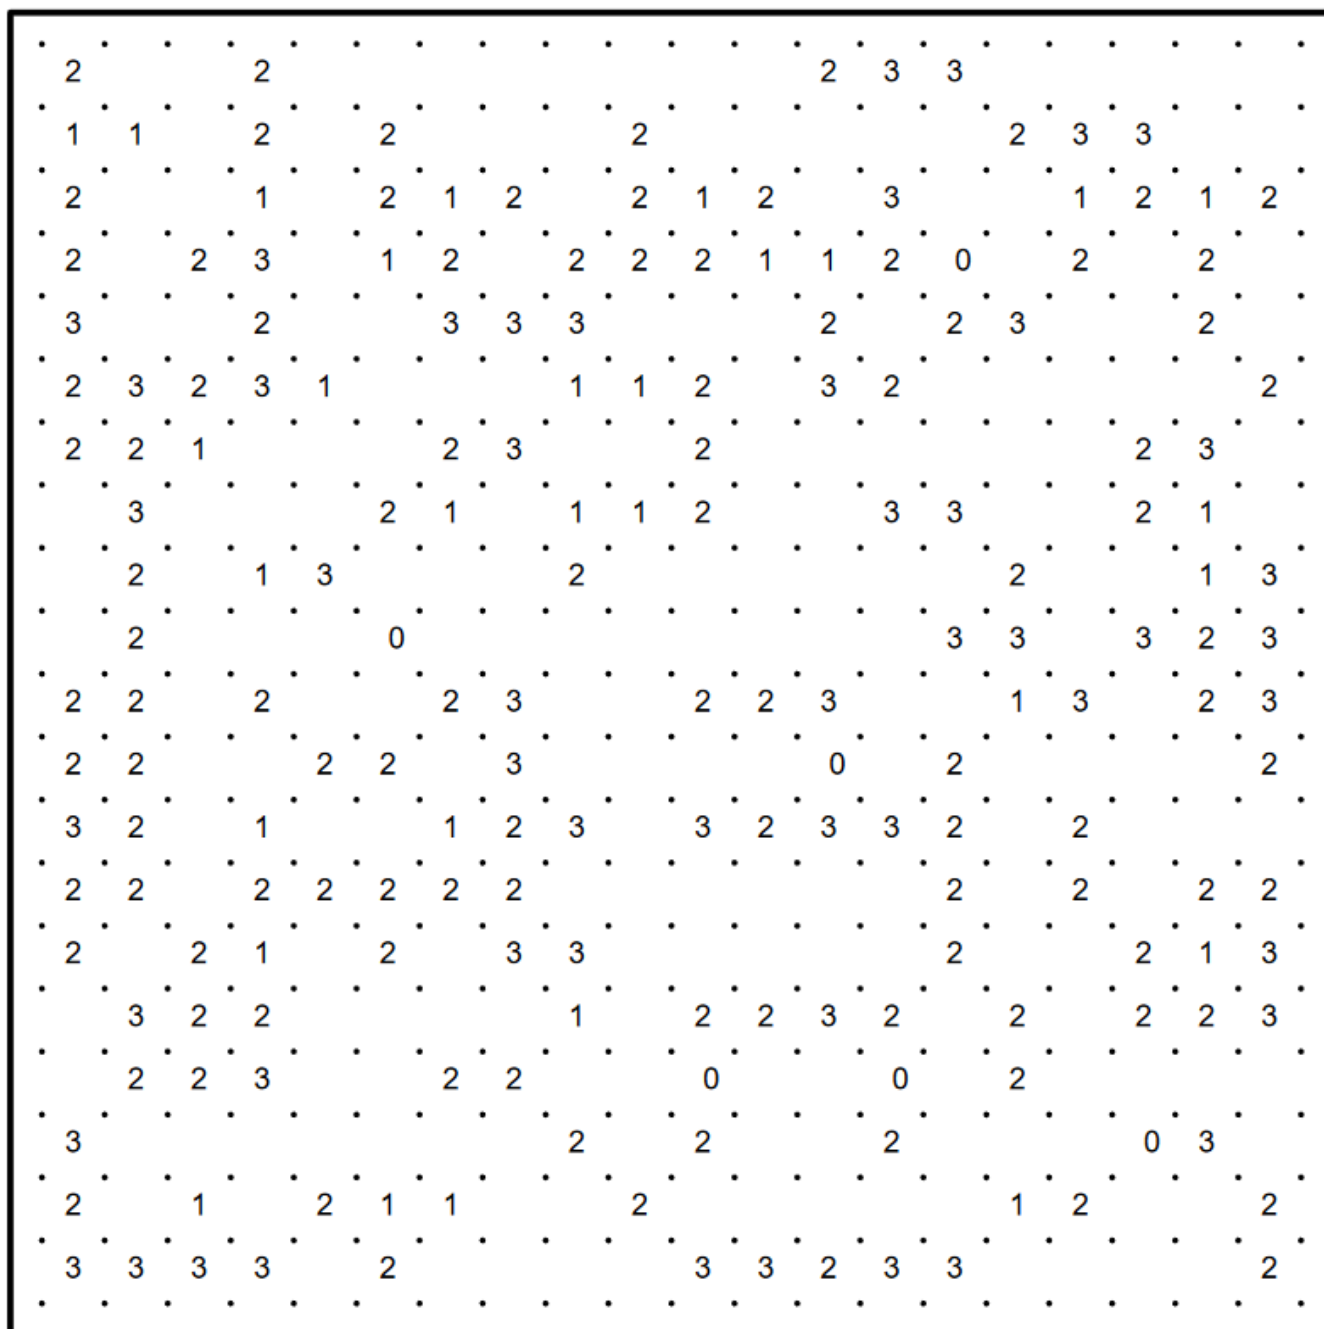 2 2 2 3 3
1 1 2 2 2 2 3 3
2 1 2 1 2 2 1 2 3 1 2 1 2
2 2 3 1 2 2 2 2 1 1 2 0 2 2
3 2 3 3 3 2 2 3 2
2 3 2 3 1 1 1 2 3 2 2
2 2 1 2 3 2 2 3
3 2 1 1 1 2 3 3 2 1
2 1 3 2 2 1 3
2 0 3 3 3 2 3
2 2 2 2 3 2 2 3 1 3 2 3
2 2 2 2 3 0 2 2
3 2 1 1 2 3 3 2 3 3 2 2
2 2 2 2 2 2 2 2 2 2 2
2 2 1 2 3 3 2 2 1 3
3 2 2 1 2 2 3 2 2 2 2 3
2 2 3 2 2 0 0 2
3 2 2 2 0 3
2 1 2 1 1 2 1 2 2
3 3 3 3 2 3 3 2 3 3 2